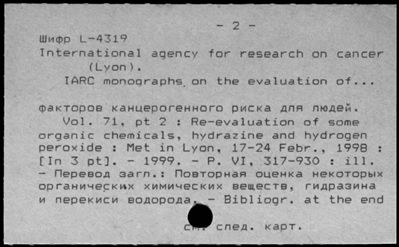 - 2 -
Шифр L-4319
International agency for research on cancer
(Lyon).
IARC monographs on the evaluation of...
факторов канцерогенного риска для людей.
Vol. 71, pt 2 : Re-evaluation of some
organic chemicals, hydrazine and hydrogen
peroxide : Met in Lyon, 17-24 Febr., 1998 :
[In 3 pt]. - 1999. - P. VI, 317-930 : ill.
- Перевод загл.: Повторная оценка некоторых
органических химических веществ, гидразина
и перекиси водорода. - Bibliogr. at the end
см. след. карт.